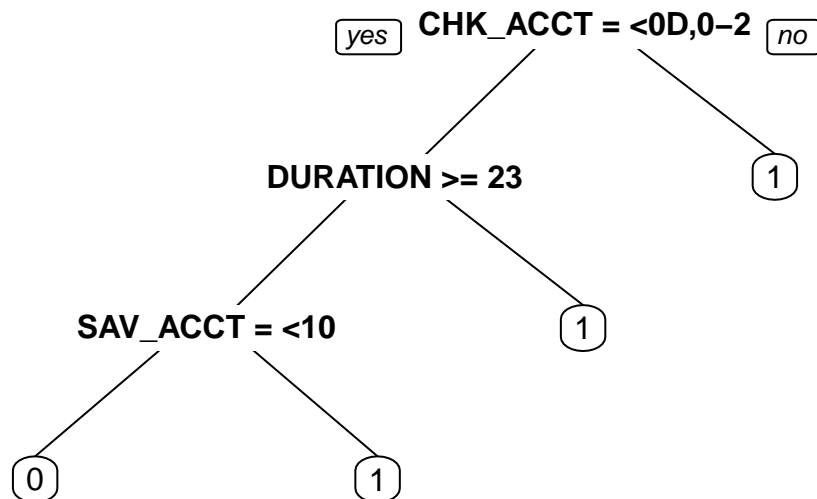 yes CHK_ACCT = <0D,0−2 no
DURATION >= 23
1
SAV_ACCT = <10
1
0
1